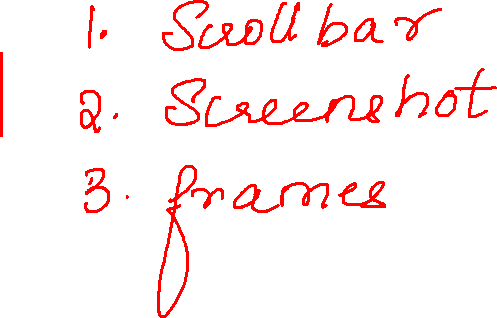 1. Scroll bar
2. Screenshot
3. frames